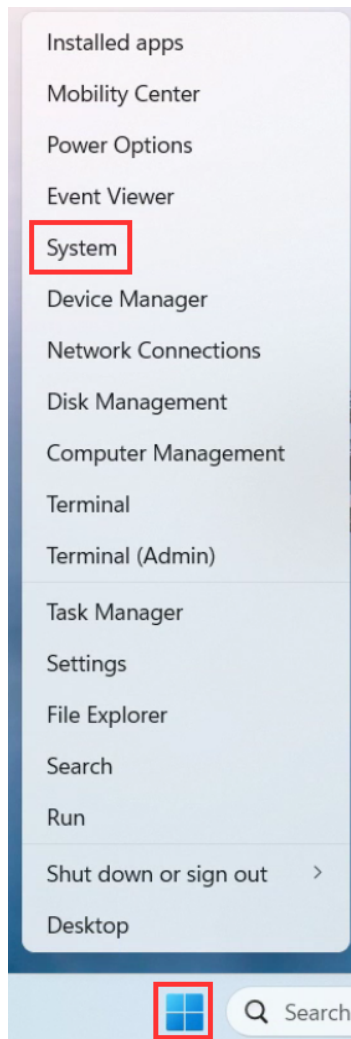 Installed apps
Mobility Center
Power Options
Event Viewer
System
Device Manager
Network Connections
Disk Management
Computer Management
Terminal
Terminal (Admin)
Task Manager
Settings
File Explorer
Search
Run
Shut down or sign out
Desktop
Search